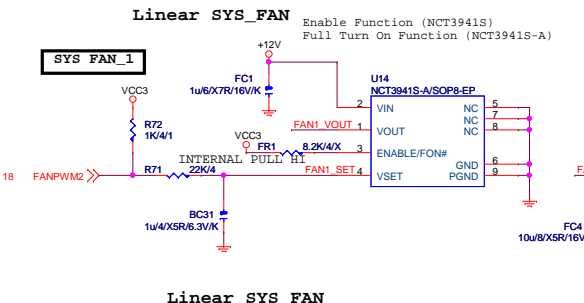 Linear SYS_FAN
Enable Function (NCT3941S)
Full Turn On Function (NCT3941S-A)
SYS FAN_1
+12V
FC1
1u/6/X7R/16V/K
U14
NCT3941S-A/SOP8-EP
VCC3
R72
1K/4/1
2 VIN NC 5
NC 7
FAN1_VOUT 1 VOUT NC 8
VCC3
FR1 8.2K/4/X 3 ENABLE/FON#
INTERNAL PULL HI
GND 6
18 FANPWM2 R71 22K/4 FAN1_SET 4 VSET PGND 9
BC31
1u/4/X5R/6.3V/K
FC4
10u/8/X5R/16V
Linear SYS FAN